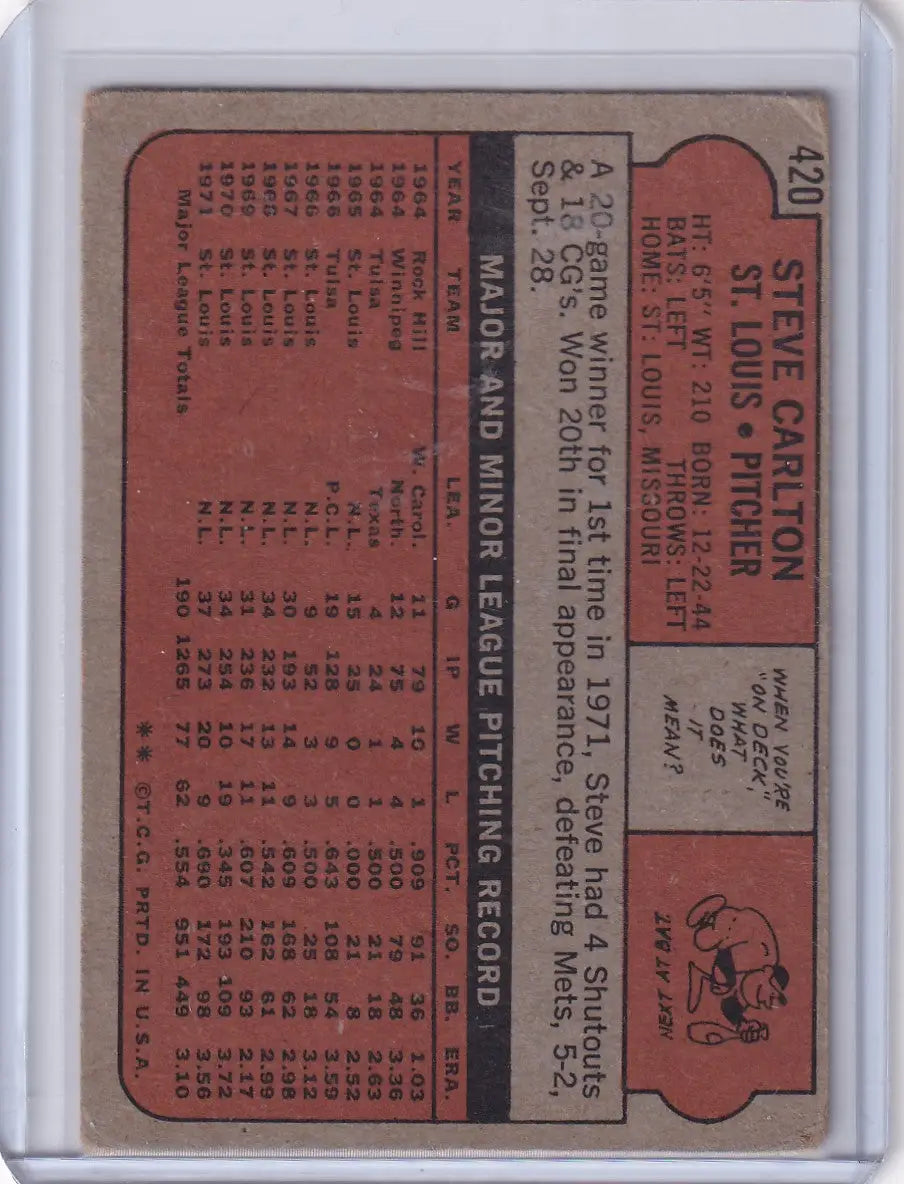 420
STEVE CARLTON
ST. LOUIS • PITCHER
HT: 6'5" WT: 210 BORN: 12-22-44
BATS: LEFT THROWS: LEFT
HOME: ST. LOUIS, MISSOURI
WHEN YOU'RE
"ON DECK,"
WHAT
DOES
IT
MEAN?
NEXT AT BAT
A 20-game winner for 1st time in 1971, Steve had 4 Shutouts
& 18 CG's. Won 20th in final appearance, defeating Mets, 5-2,
Sept. 28.
MAJOR AND MINOR LEAGUE PITCHING RECORD
YEAR TEAM LEA. G IP W L PCT. SO. BB. ERA.
1964 Rock Hill W. Carol. 11 79 10 1 .909 91 36 1.03
1964 Winnipeg North. 12 75 4 4 .500 79 48 3.36
1964 Tulsa Texas 4 24 1 1 .500 21 18 2.63
1965 St. Louis N.L. 15 25 0 0 .000 21 8 2.52
1966 Tulsa P.C.L. 19 128 9 5 .643 108 54 3.59
1966 St. Louis N.L. 9 52 3 3 .500 25 18 3.12
1967 St. Louis N.L. 30 193 14 9 .609 168 62 2.98
1968 St. Louis N.L. 34 232 13 11 .542 162 61 2.99
1969 St. Louis N.L. 31 236 17 11 .607 210 93 2.17
1970 St. Louis N.L. 34 254 10 19 .345 193 109 3.72
1971 St. Louis N.L. 37 273 20 9 .690 172 98 3.56
Major League Totals 190 1265 77 62 .554 951 449 3.10
** ©T.C.G. PRTD. IN U.S.A.